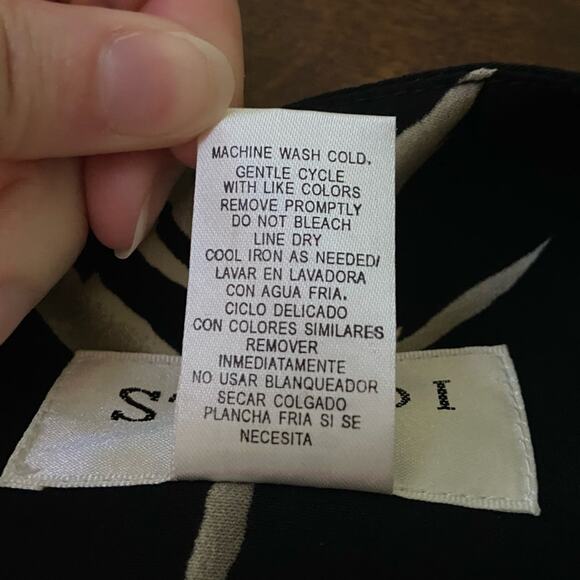 MACHINE WASH COLD,
GENTLE CYCLE
WITH LIKE COLORS
REMOVE PROMPTLY
DO NOT BLEACH
LINE DRY
COOL IRON AS NEEDED/
LAVAR EN LAVADORA
CON AGUA FRIA.
CICLO DELICADO
CON COLORES SIMILARES
REMOVER
INMEDIATAMENTE
NO USAR BLANQUEADOR
SECAR COLGADO
PLANCHA FRIA SI SE
NECESITA